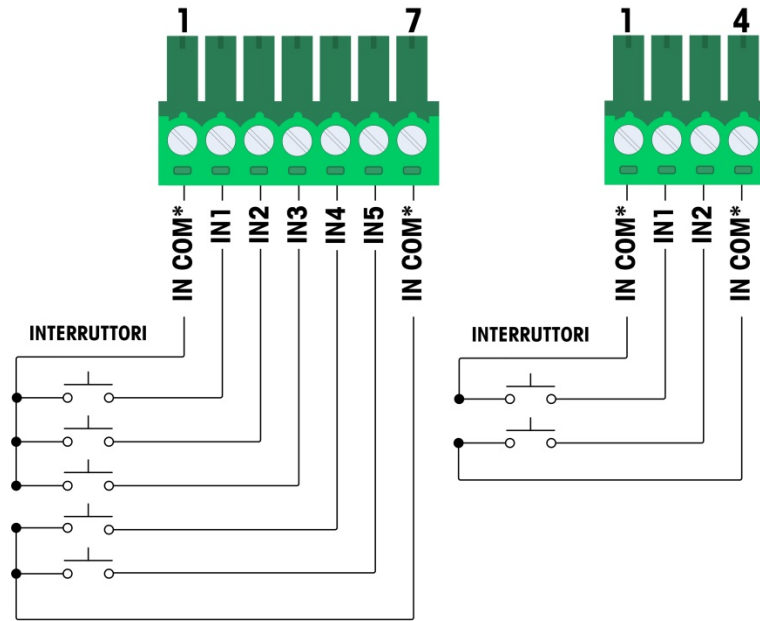 1 7
IN COM* IN1 IN2 IN3 IN4 IN5 IN COM*
INTERRUTTORI
1 4
IN COM* IN1 IN2 IN COM*
INTERRUTTORI